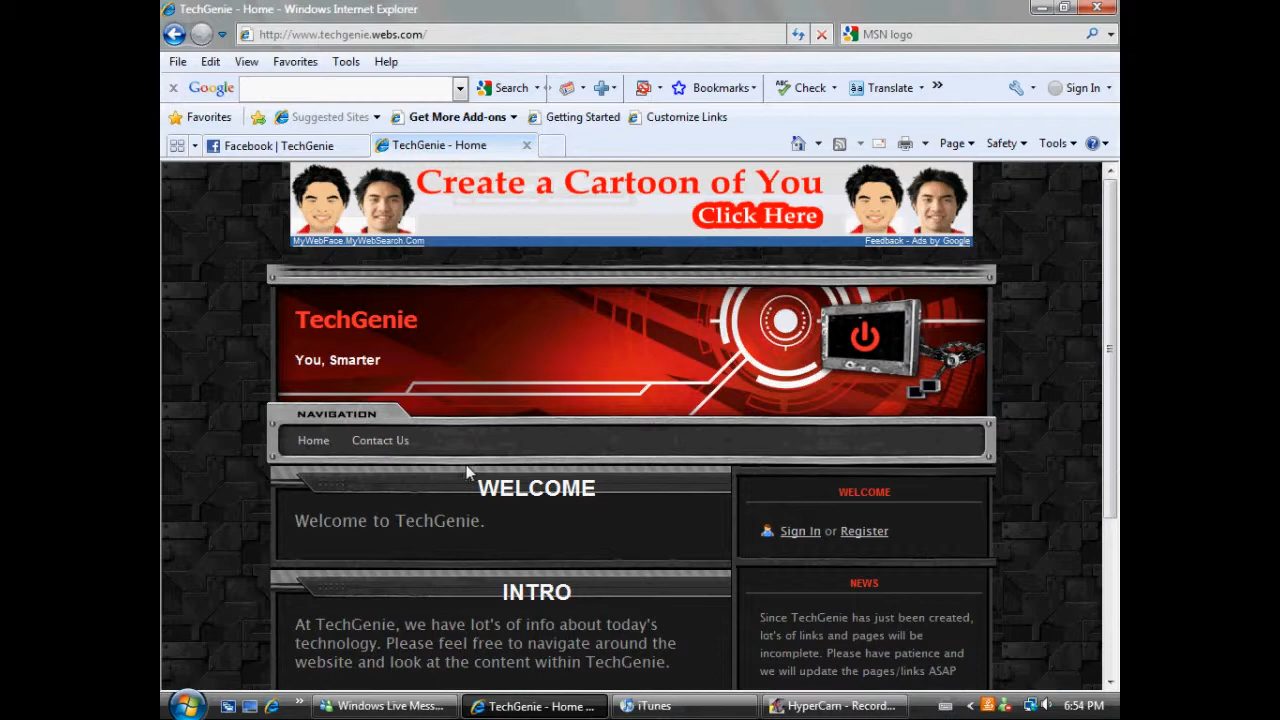 TechGenie - Home - Windows Internet Explorer
http://www.techgenie.webs.com/
MSN logo
File Edit View Favorites Tools Help
x Google Search Bookmarks Check Translate » Sign In
Favorites Suggested Sites Get More Add-ons Getting Started Customize Links
Facebook | TechGenie TechGenie - Home x Page Safety Tools
Create a Cartoon of You
Click Here
MyWebFace.MyWebSearch.Com Feedback - Ads by Google
TechGenie
You, Smarter
NAVIGATION
Home Contact Us
WELCOME
Welcome to TechGenie.
WELCOME
Sign In or Register
INTRO
At TechGenie, we have lot's of info about today's
technology. Please feel free to navigate around the
website and look at the content within TechGenie.
NEWS
Since TechGenie has just been created,
lot's of links and pages will be
incomplete. Please have patience and
we will update the pages/links ASAP
» Windows Live Mess... TechGenie - Home ... iTunes HyperCam - Record... 6:54 PM